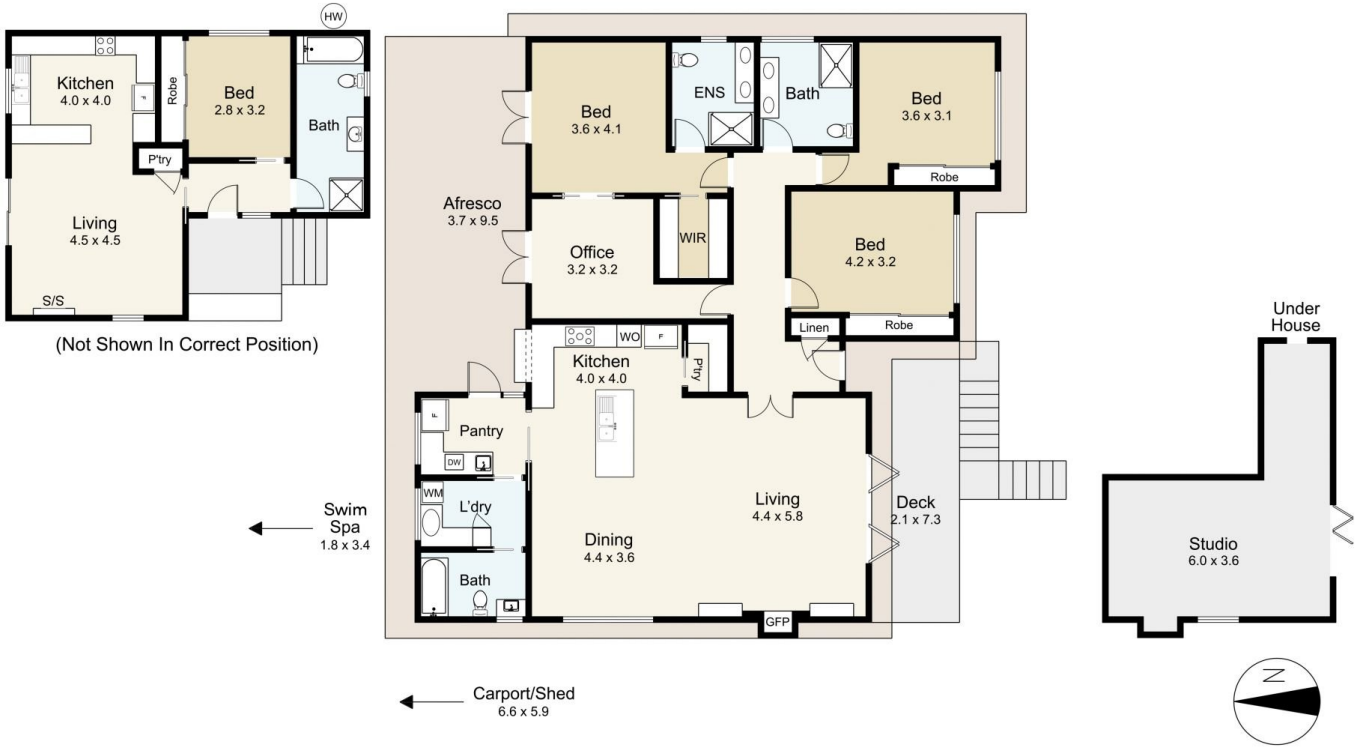 HW
Kitchen
4.0 x 4.0
F
Robe
Bed
2.8 x 3.2
Bath
P'try
Living
4.5 x 4.5
S/S
(Not Shown In Correct Position)
Afresco
3.7 x 9.5
Bed
3.6 x 4.1
ENS
Bath
Bed
3.6 x 3.1
Robe
Office
3.2 x 3.2
WIR
Bed
4.2 x 3.2
Robe
Linen
Kitchen
4.0 x 4.0
WO
F
P'try
F
Pantry
DW
WM
L'dry
Bath
Dining
4.4 x 3.6
Living
4.4 x 5.8
GFP
Deck
2.1 x 7.3
Swim
Spa
1.8 x 3.4
Carport/Shed
6.6 x 5.9
Under
House
Studio
6.0 x 3.6
N